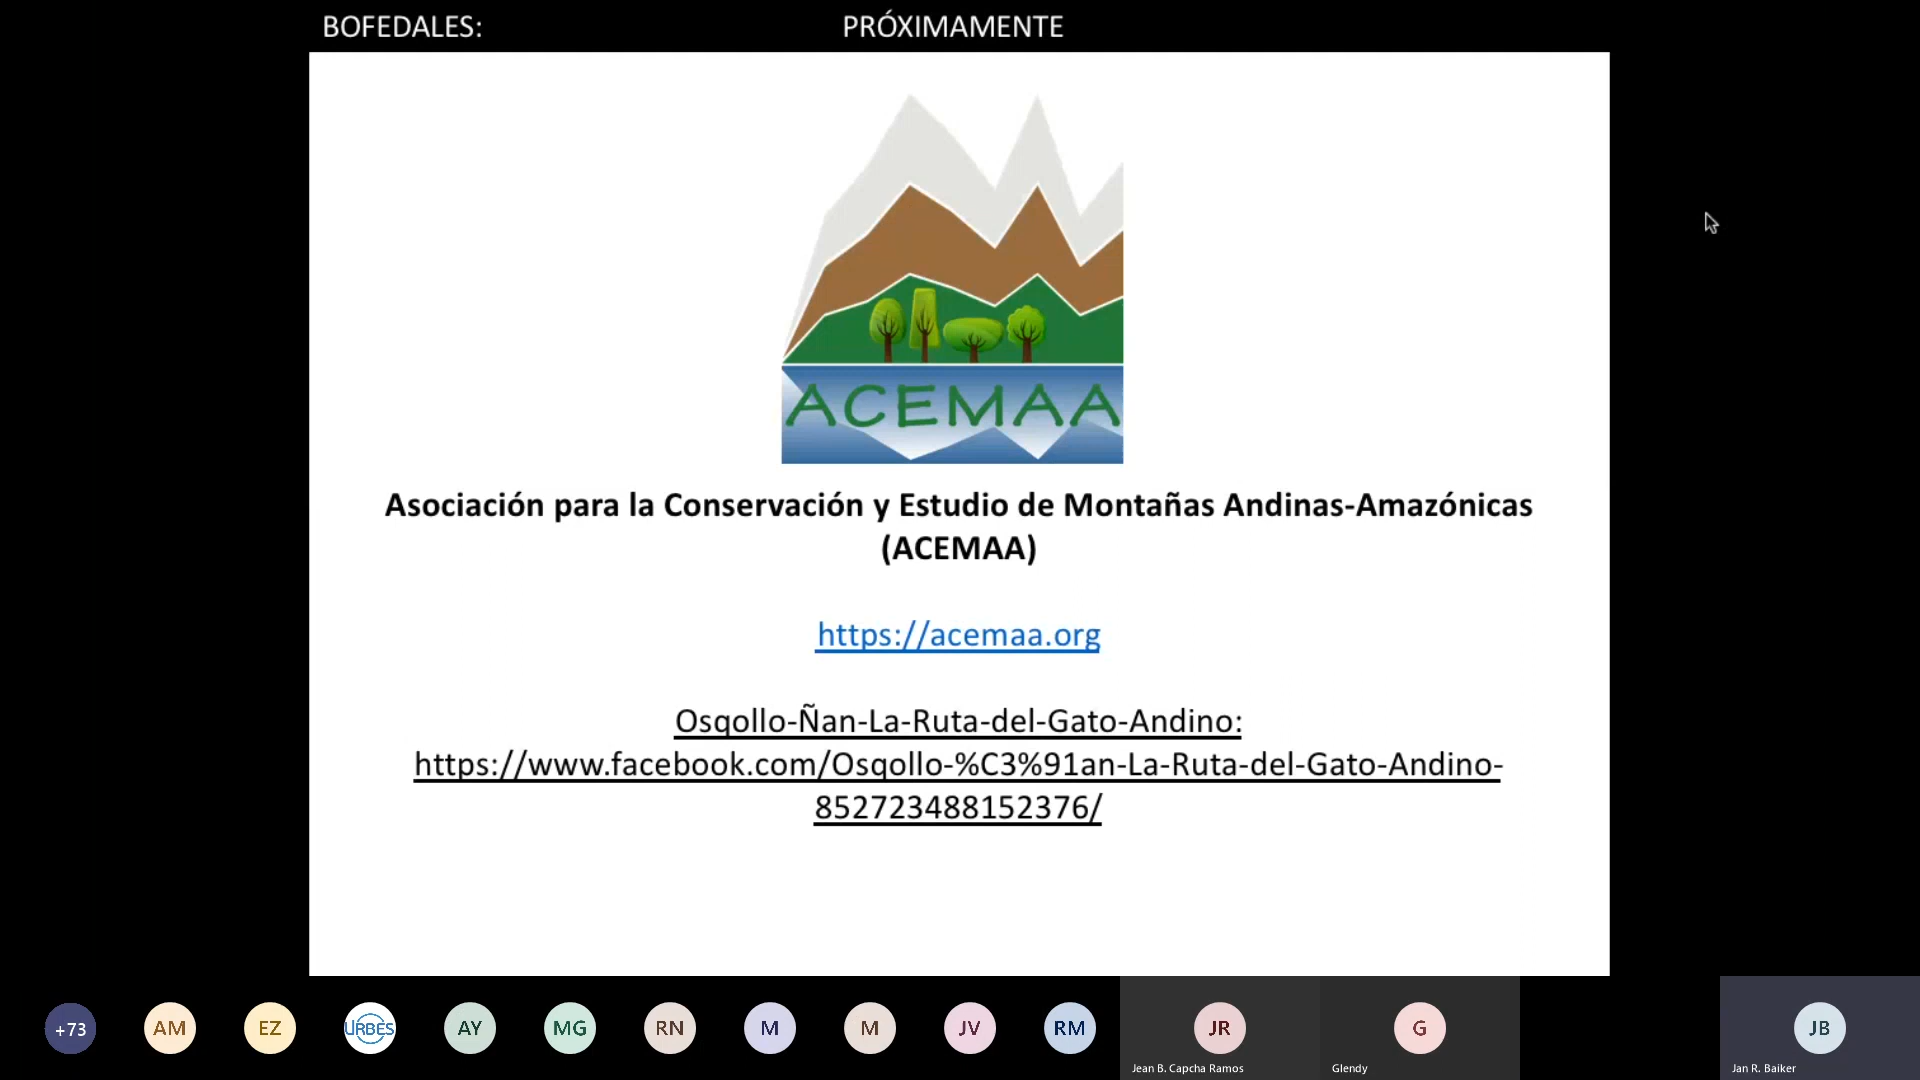 BOFEDALES: PRÓXIMAMENTE
ACEMAA
Asociación para la Conservación y Estudio de Montañas Andinas-Amazónicas
(ACEMAA)
https://acemaa.org
Osqollo-Ñan-La-Ruta-del-Gato-Andino:
https://www.facebook.com/Osqollo-%C3%91an-La-Ruta-del-Gato-Andino-
852723488152376/
+73 AM EZ URBES AY MG RN M M JV RM JR G JB
Jean B. Capcha Ramos Glendy Jan R. Baiker